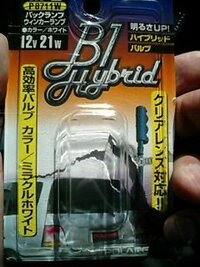 P8711W
バックランプ
ウィンカーランプ
●カラー/ホワイト
12V 21W
B1 Hybrid
明るさUP!
ハイブリッド
バルブ
高効率バルブ カラー/ミラクルホワイト
クリアレンズ対応!